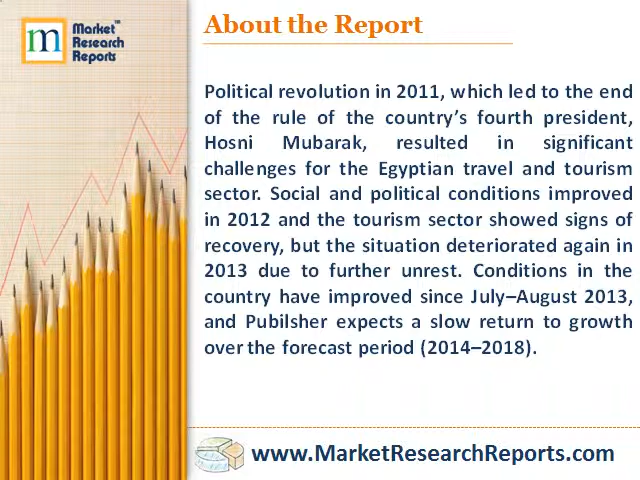 m
Market™
Research
Reports
About the Report
Political revolution in 2011, which led to the end
of the rule of the country's fourth president,
Hosni Mubarak, resulted in significant
challenges for the Egyptian travel and tourism
sector. Social and political conditions improved
in 2012 and the tourism sector showed signs of
recovery, but the situation deteriorated again in
2013 due to further unrest. Conditions in the
country have improved since July–August 2013,
and Pubilsher expects a slow return to growth
over the forecast period (2014–2018).
www.MarketResearchReports.com